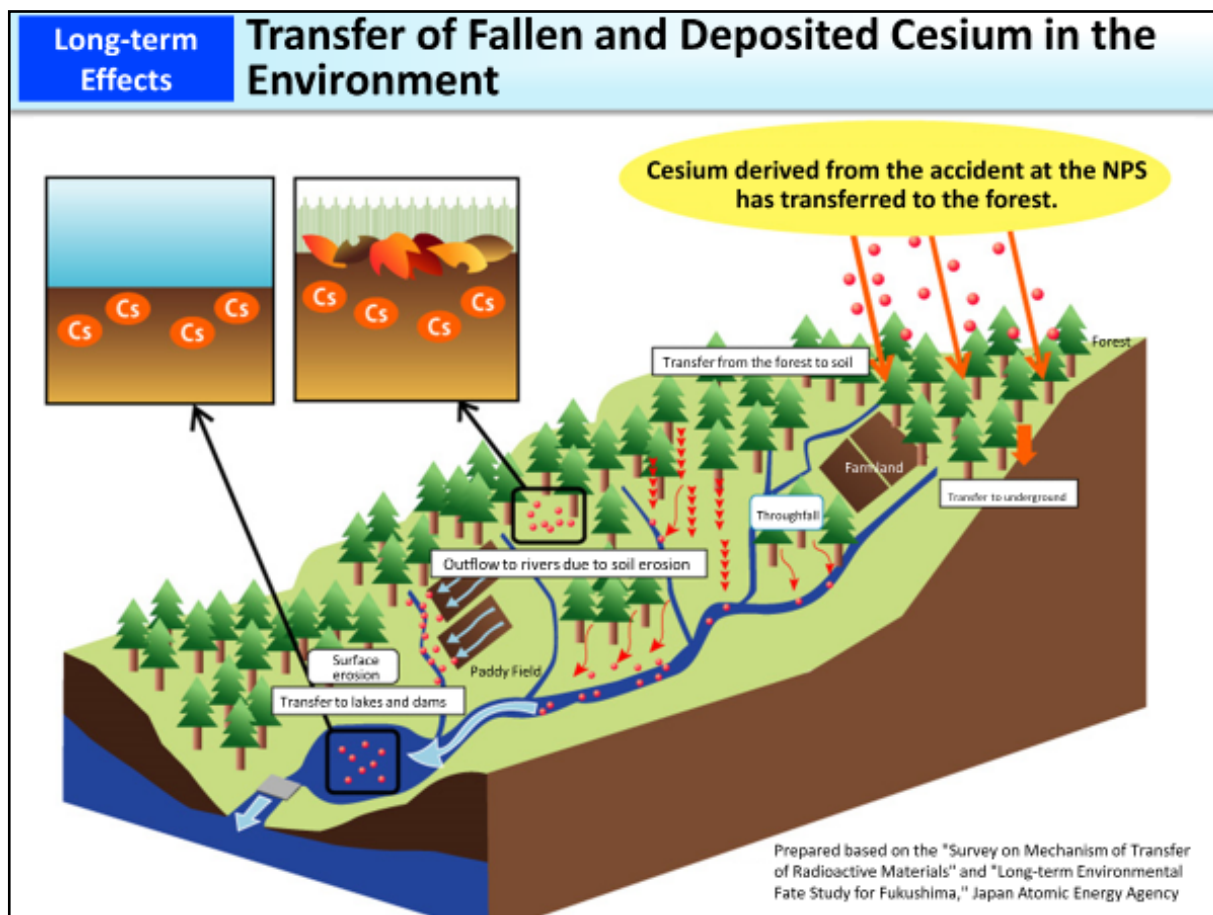 Long-term
Effects
Transfer of Fallen and Deposited Cesium in the
Environment
Cesium derived from the accident at the NPS
has transferred to the forest.
Cs
Cs
Cs
Cs
Cs
Cs
Cs
Cs
Forest
Transfer from the forest to soil
Farmland
Transfer to underground
Throughfall
Outflow to rivers due to soil erosion
Surface
erosion
Paddy Field
Transfer to lakes and dams
Prepared based on the "Survey on Mechanism of Transfer
of Radioactive Materials" and "Long-term Environmental
Fate Study for Fukushima," Japan Atomic Energy Agency